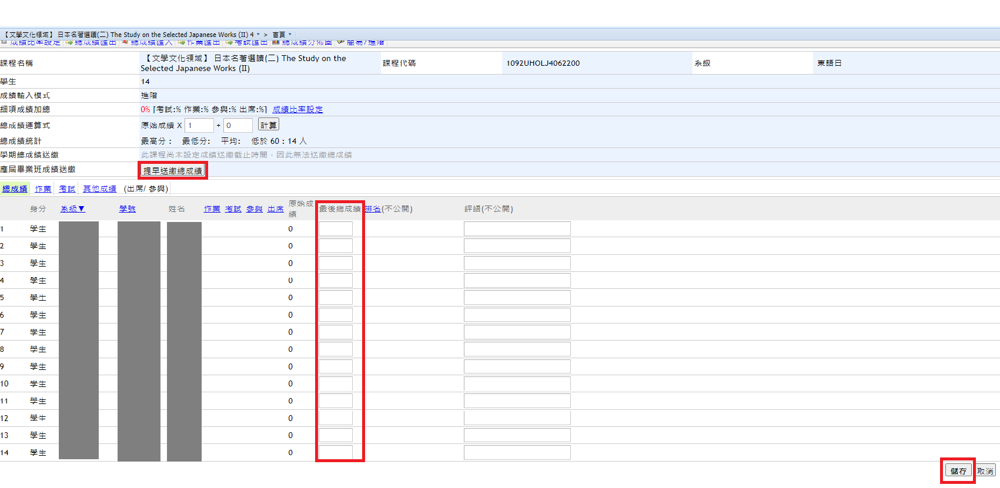 【文學文化領域】 日本名著選讀(二) The Study on the Selected Japanese Works (II) 4 > 首頁
成績比率設定 總成績匯出 總成績匯入 作業匯出 考試匯出 總成績分佈圖 簡易/進階
課程名稱 【文學文化領域】 日本名著選讀(二) The Study on the
Selected Japanese Works (II) 課程代碼 1092UHOLJ4062200 系級 東語日
學生 14
成績輸入模式 進階
細項成績加總 0% [考試:% 作業:% 參與:% 出席:%] 成績比率設定
總成績運算式 原始成績 X 1 + 0 計算
總成績統計 最高分： 最低分: 平均: 低於 60：14 人
學期總成績送繳 此課程尚未設定成績送繳截止時間，因此無法送繳總成績
應屆畢業班成績送繳 提早送繳總成績
總成績 作業 考試 其他成績 (出席/ 參與)
身分 系級▼ 學號 姓名 作業 考試 參與 出席 原始成績 最後總成績 排名(不公開) 評語(不公開)
1 學生 0
2 學生 0
3 學生 0
4 學生 0
5 學生 0
6 學生 0
7 學生 0
8 學生 0
9 學生 0
10 學生 0
11 學生 0
12 學生 0
13 學生 0
14 學生 0
儲存 取消